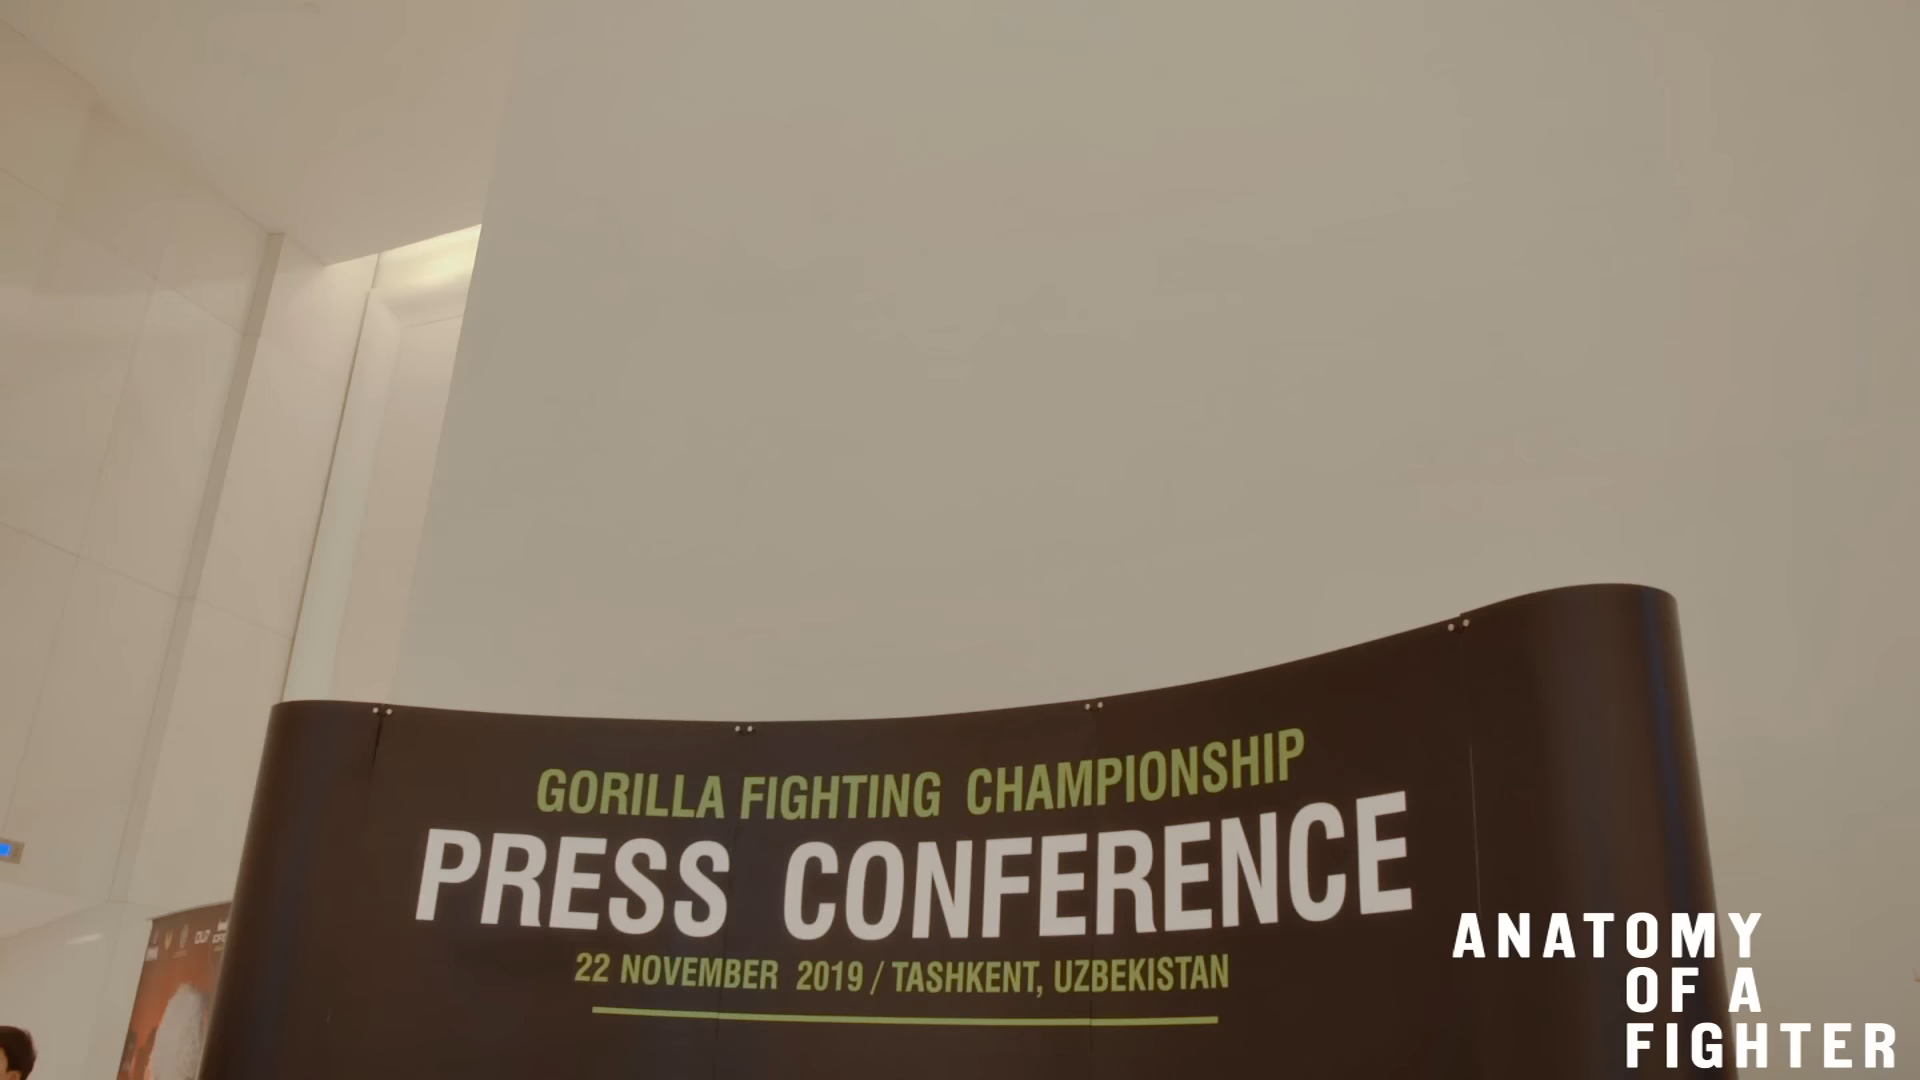 GORILLA FIGHTING CHAMPIONSHIP
PRESS CONFERENCE
22 NOVEMBER 2019 / TASHKENT, UZBEKISTAN
ANATOMY
OF A
FIGHTER